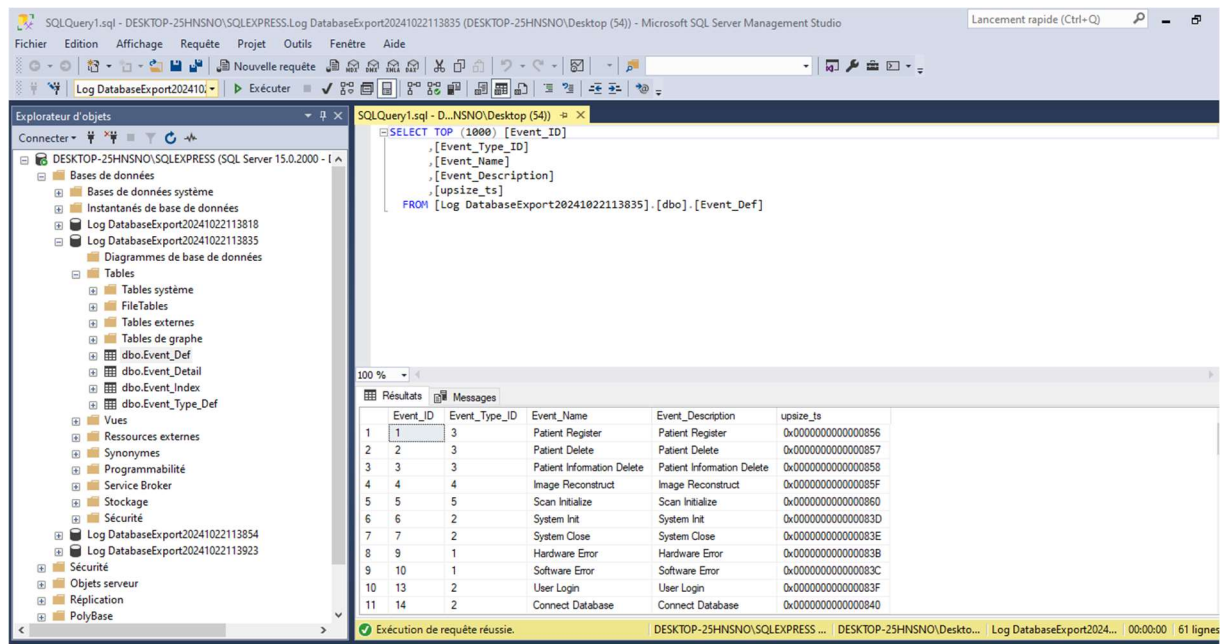 SQLQuery1.sql - DESKTOP-25HNSNO\SQLEXPRESS.Log DatabaseExport20241022113835 (DESKTOP-25HNSNO\Desktop (54)) - Microsoft SQL Server Management Studio
Lancement rapide (Ctrl+Q)
Fichier Edition Affichage Requête Projet Outils Fenêtre Aide
Nouvelle requête
Log DatabaseExport202410
Exécuter
Explorateur d'objets
Connecter
DESKTOP-25HNSNO\SQLEXPRESS (SQL Server 15.0.2000 -
Bases de données
Bases de données système
Instantanés de base de données
Log DatabaseExport20241022113818
Log DatabaseExport20241022113835
Diagrammes de base de données
Tables
Tables système
FileTables
Tables externes
Tables de graphe
dbo.Event_Def
dbo.Event_Detail
dbo.Event_Index
dbo.Event_Type_Def
Vues
Ressources externes
Synonymes
Programmabilité
Service Broker
Stockage
Sécurité
Log DatabaseExport20241022113854
Log DatabaseExport20241022113923
Sécurité
Objets serveur
Réplication
PolyBase
SQLQuery1.sql - D...NSNO\Desktop (54))
SELECT TOP (1000) [Event_ID]
,[Event_Type_ID]
,[Event_Name]
,[Event_Description]
,[upsize_ts]
FROM [Log DatabaseExport20241022113835].[dbo].[Event_Def]
100 %
Résultats Messages
Event_ID Event_Type_ID Event_Name Event_Description upsize_ts
1 1 3 Patient Register Patient Register 0x0000000000000856
2 2 3 Patient Delete Patient Delete 0x0000000000000857
3 3 3 Patient Information Delete Patient Information Delete 0x0000000000000858
4 4 4 Image Reconstruct Image Reconstruct 0x000000000000085F
5 5 5 Scan Initialize Scan Initialize 0x0000000000000860
6 6 2 System Init System Init 0x000000000000083D
7 7 2 System Close System Close 0x000000000000083E
8 9 1 Hardware Error Hardware Error 0x000000000000083B
9 10 1 Software Error Software Error 0x000000000000083C
10 13 2 User Login User Login 0x000000000000083F
11 14 2 Connect Database Connect Database 0x0000000000000840
Exécution de requête réussie.
DESKTOP-25HNSNO\SQLEXPRESS ... DESKTOP-25HNSNO\Deskto... Log DatabaseExport2024... 00:00:00 61 lignes